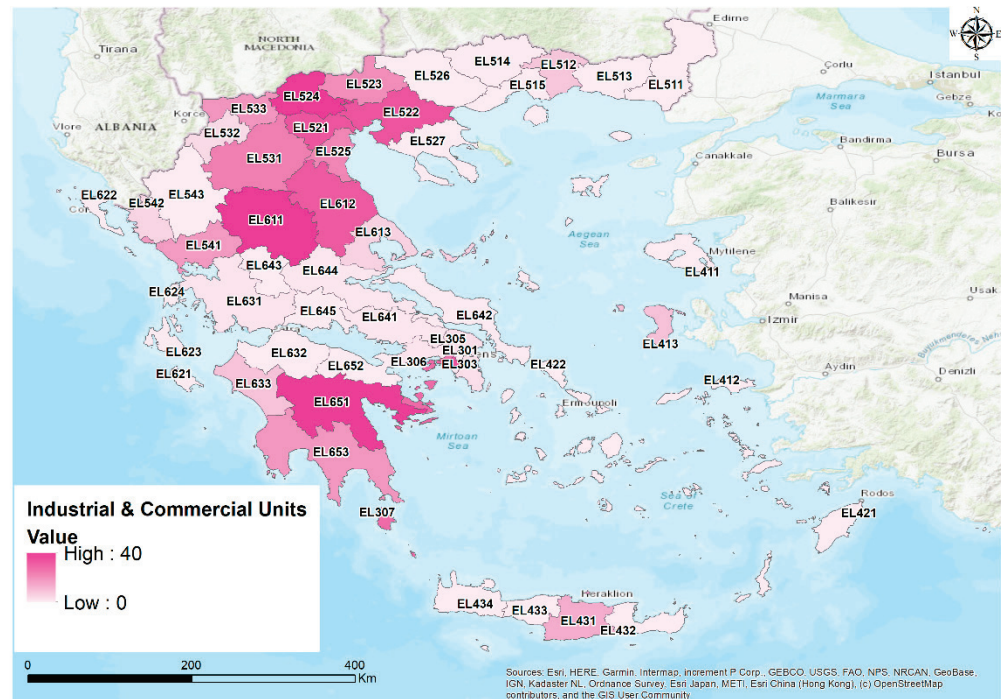 N
W
E
S
Tirana
NORTH
MACEDONIA
Edirne
Çorlu
Istanbul
Gebze
Marmara
Sea
Bandirma
Bursa
Canakkale
Balikesir
Vlore
ALBANIA
Korce
EL526
EL514
EL512
EL513
EL515
EL511
EL523
EL524
EL533
EL522
EL521
EL532
EL527
EL525
EL531
EL622
EL543
EL542
Cor
EL612
EL611
EL613
EL541
Aegean
Sea
Mytilene
EL411
EL643
EL644
EL624
EL631
EL645
EL641
EL642
Manisa
Usak
Izmir
EL413
EL305
EL301
EL623
EL632
EL652
EL306
EL303
EL422
EL621
EL633
EL412
Aydin
Denizli
EL651
Ermoupoli
Mirtoan
Sea
EL653
EL307
Sea of
Crete
Rodos
EL421
Heraklion
EL434
EL433
EL431
EL432
Industrial & Commercial Units
Value
High : 40
Low : 0
0 200 400
Km
Sources: Esri, HERE, Garmin, Intermap, increment P Corp., GEBCO, USGS, FAO, NPS, NRCAN, GeoBase,
IGN, Kadaster NL, Ordnance Survey, Esri Japan, METI, Esri China (Hong Kong), (c) OpenStreetMap
contributors, and the GIS User Community